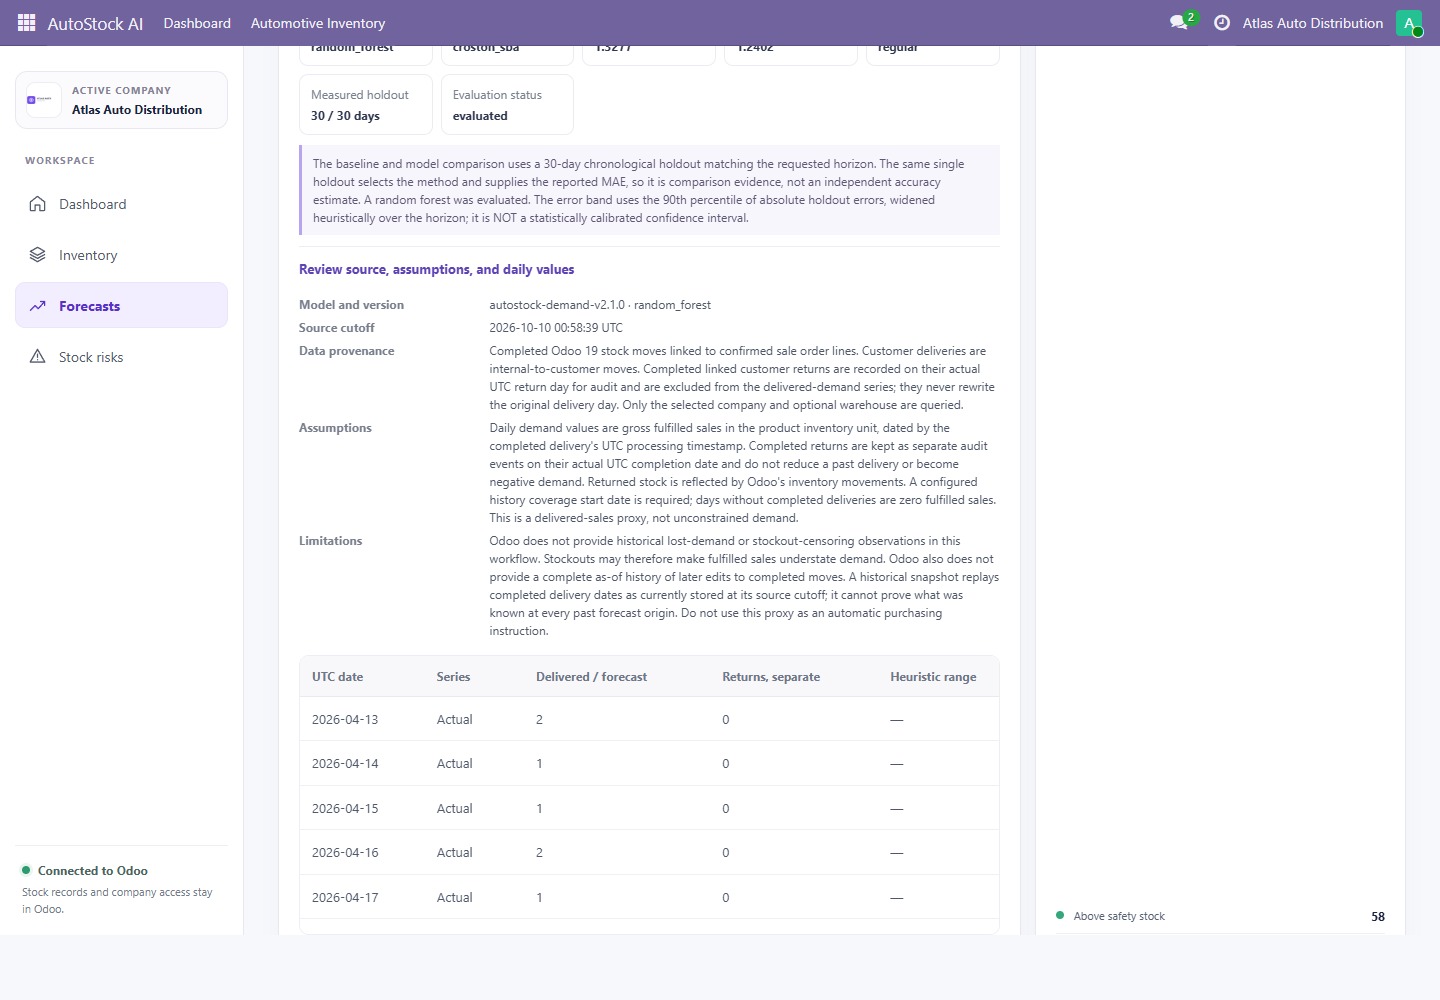 AutoStock AI
Dashboard
Automotive Inventory
2
Atlas Auto Distribution
A
ACTIVE COMPANY
Atlas Auto Distribution
WORKSPACE
Dashboard
Inventory
Forecasts
Stock risks
Connected to Odoo
Stock records and company access stay
in Odoo.
random_forest
croston_sba
1.3277
1.2402
regular
Measured holdout
30 / 30 days
Evaluation status
evaluated
The baseline and model comparison uses a 30-day chronological holdout matching the requested horizon. The same single
holdout selects the method and supplies the reported MAE, so it is comparison evidence, not an independent accuracy
estimate. A random forest was evaluated. The error band uses the 90th percentile of absolute holdout errors, widened
heuristically over the horizon; it is NOT a statistically calibrated confidence interval.
Review source, assumptions, and daily values
Model and version
autostock-demand-v2.1.0 · random_forest
Source cutoff
2026-10-10 00:58:39 UTC
Data provenance
Completed Odoo 19 stock moves linked to confirmed sale order lines. Customer deliveries are
internal-to-customer moves. Completed linked customer returns are recorded on their actual
UTC return day for audit and are excluded from the delivered-demand series; they never rewrite
the original delivery day. Only the selected company and optional warehouse are queried.
Assumptions
Daily demand values are gross fulfilled sales in the product inventory unit, dated by the
completed delivery's UTC processing timestamp. Completed returns are kept as separate audit
events on their actual UTC completion date and do not reduce a past delivery or become
negative demand. Returned stock is reflected by Odoo's inventory movements. A configured
history coverage start date is required; days without completed deliveries are zero fulfilled sales.
This is a delivered-sales proxy, not unconstrained demand.
Limitations
Odoo does not provide historical lost-demand or stockout-censoring observations in this
workflow. Stockouts may therefore make fulfilled sales understate demand. Odoo also does not
provide a complete as-of history of later edits to completed moves. A historical snapshot replays
completed delivery dates as currently stored at its source cutoff; it cannot prove what was
known at every past forecast origin. Do not use this proxy as an automatic purchasing
instruction.
UTC date Series Delivered / forecast Returns, separate Heuristic range
2026-04-13 Actual 2 0 —
2026-04-14 Actual 1 0 —
2026-04-15 Actual 1 0 —
2026-04-16 Actual 2 0 —
2026-04-17 Actual 1 0 —
Above safety stock 58